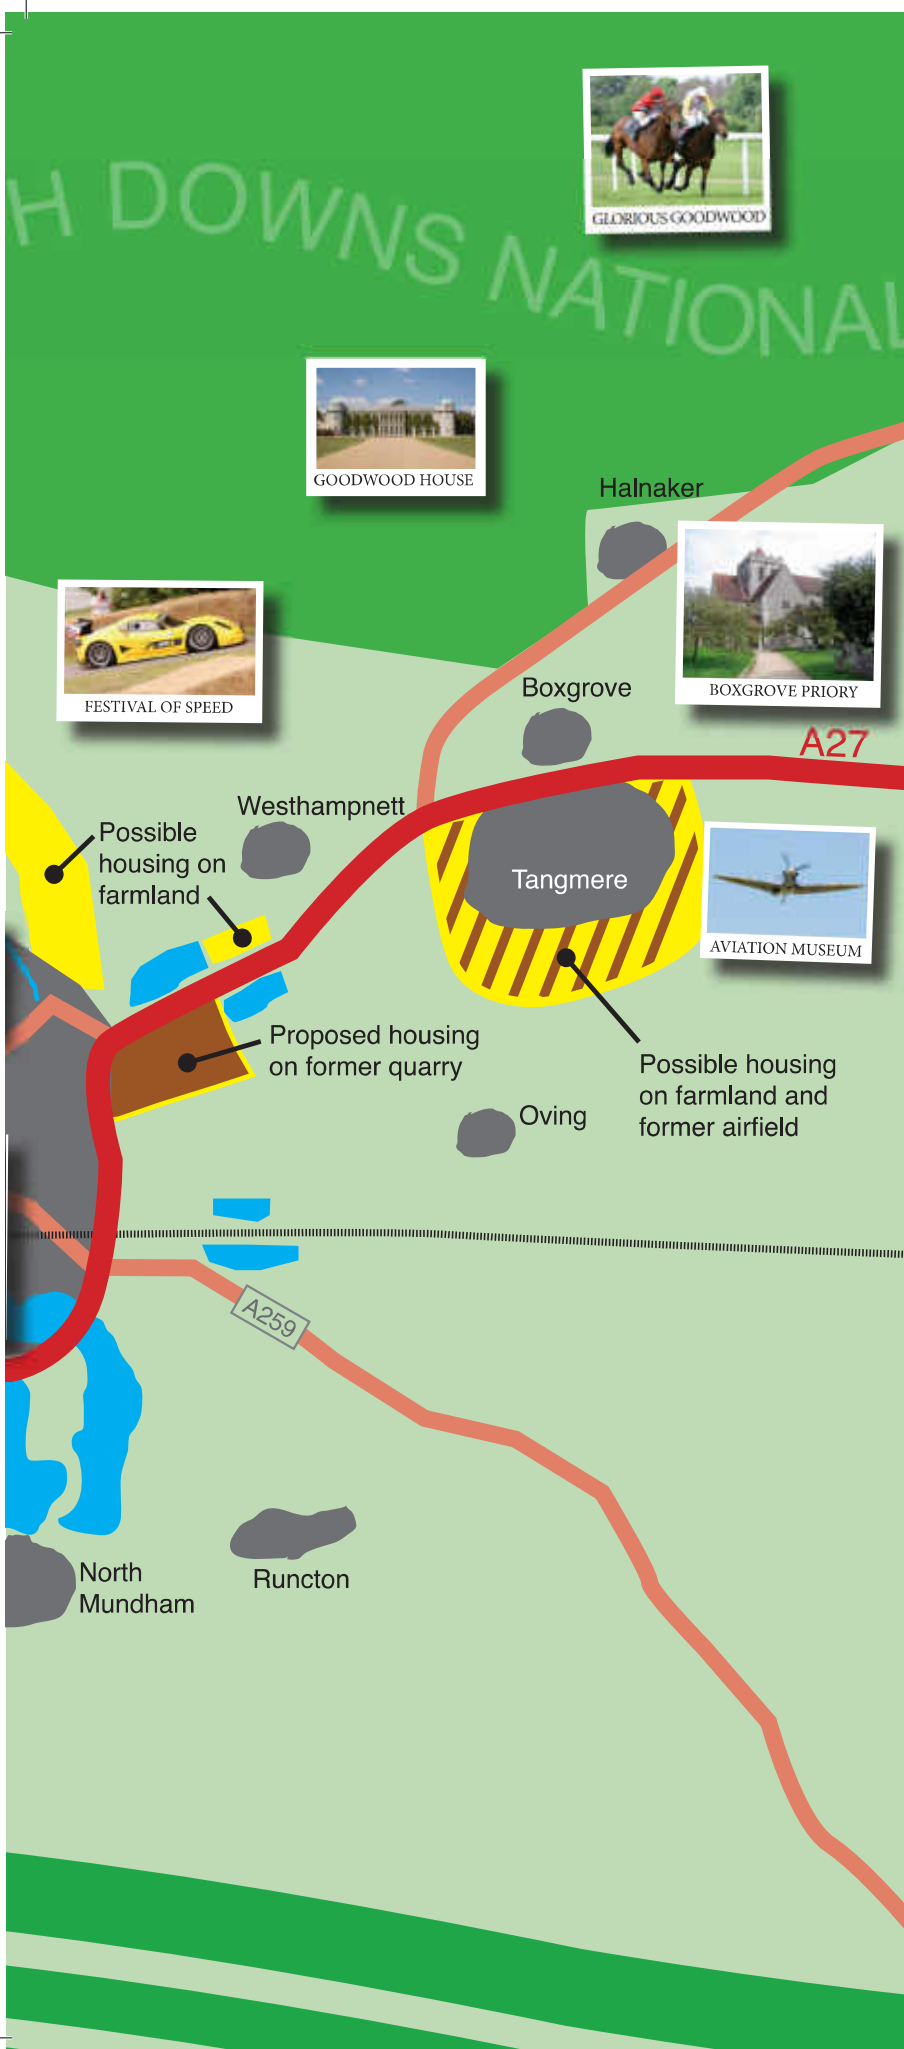 GLORIOUS GOODWOOD
H DOWNS NATIONAL
GOODWOOD HOUSE
Halnaker
BOXGROVE PRIORY
FESTIVAL OF SPEED
Boxgrove
A27
Westhampnett
Possible
housing on
farmland
Tangmere
AVIATION MUSEUM
Proposed housing
on former quarry
Possible housing
on farmland and
former airfield
Oving
A259
North
Mundham
Runcton